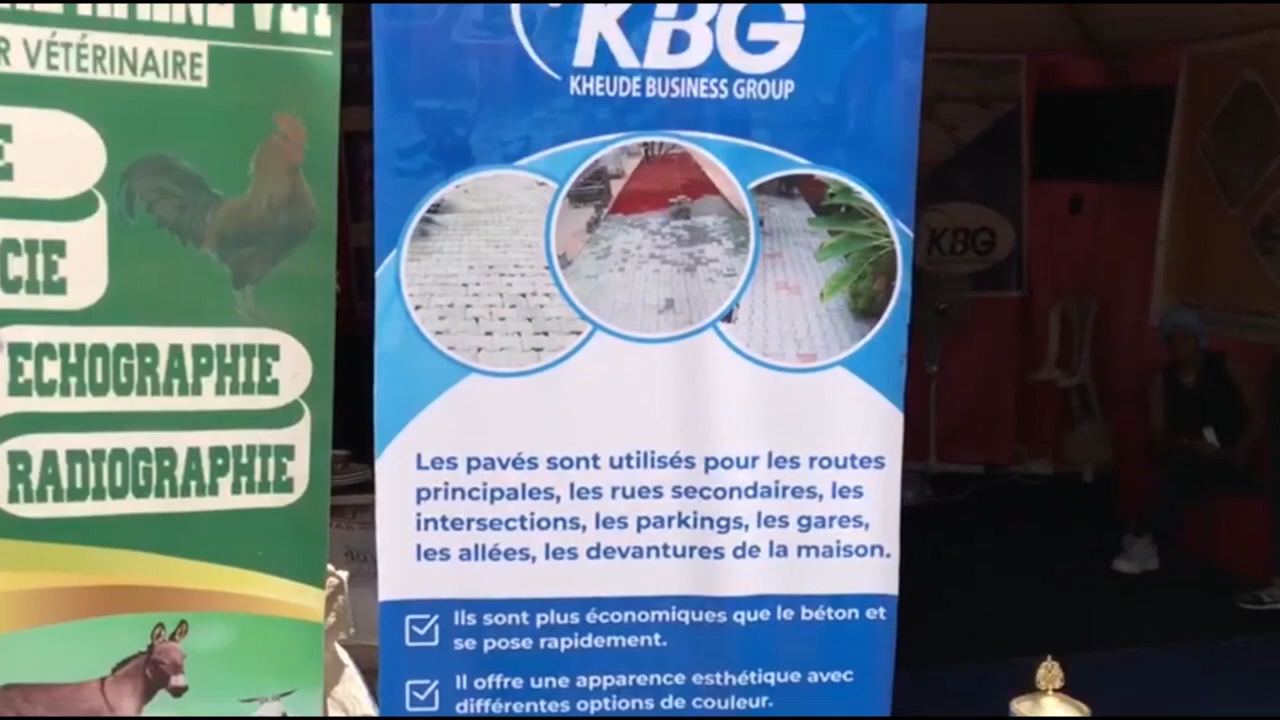 R VÉTÉRINAIRE
CIE
ECHOGRAPHIE
RADIOGRAPHIE
KBG
KHEUDE BUSINESS GROUP
Les pavés sont utilisés pour les routes
principales, les rues secondaires, les
intersections, les parkings, les gares,
les allées, les devantures de la maison.
Ils sont plus économiques que le béton et
se pose rapidement.
Il offre une apparence esthétique avec
différentes options de couleur.
KBG